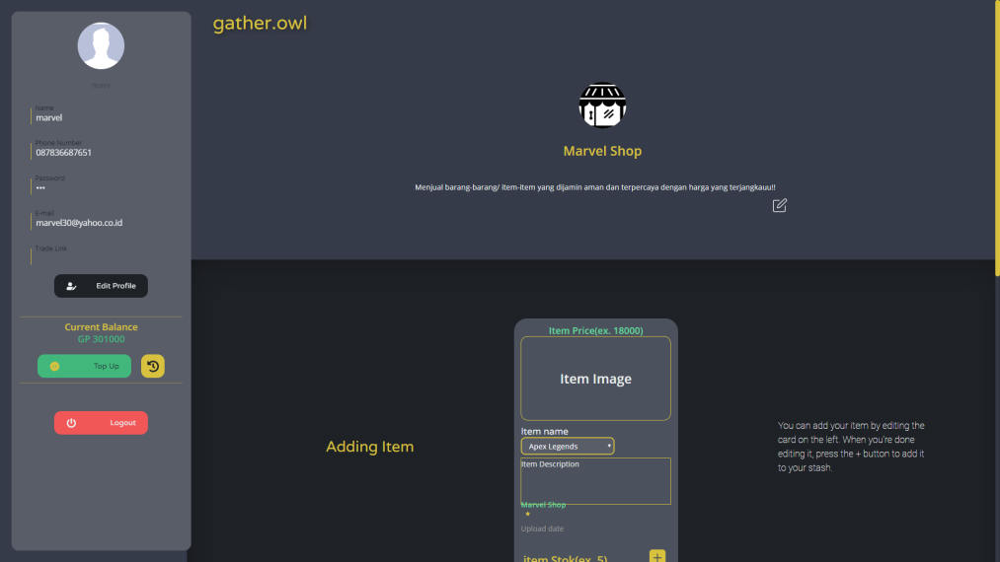 gather.owl
Name
marvel
Phone Number
087836687651
Password
•••
E-mail
marvel30@yahoo.co.id
Trade Link
Edit Profile
Current Balance
GP 301000
Top Up
Logout
Marvel Shop
Menjual barang-barang/ item-item yang dijamin aman dan terpercaya dengan harga yang terjangkauu!!
Adding Item
Item Price(ex. 18000)
Item Image
Item name
Apex Legends
Item Description
Marvel Shop
*
Upload date
item Stok(ex. 5)
+
You can add your item by editing the
card on the left. When you're done
editing it, press the + button to add it
to your stash.